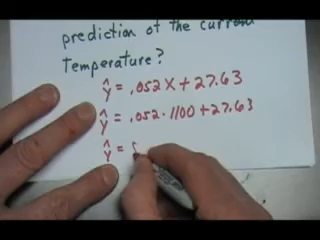 prediction of the current
temperature?
ŷ = .052x + 27.63
ŷ = .052 · 1100 + 27.63
ŷ =